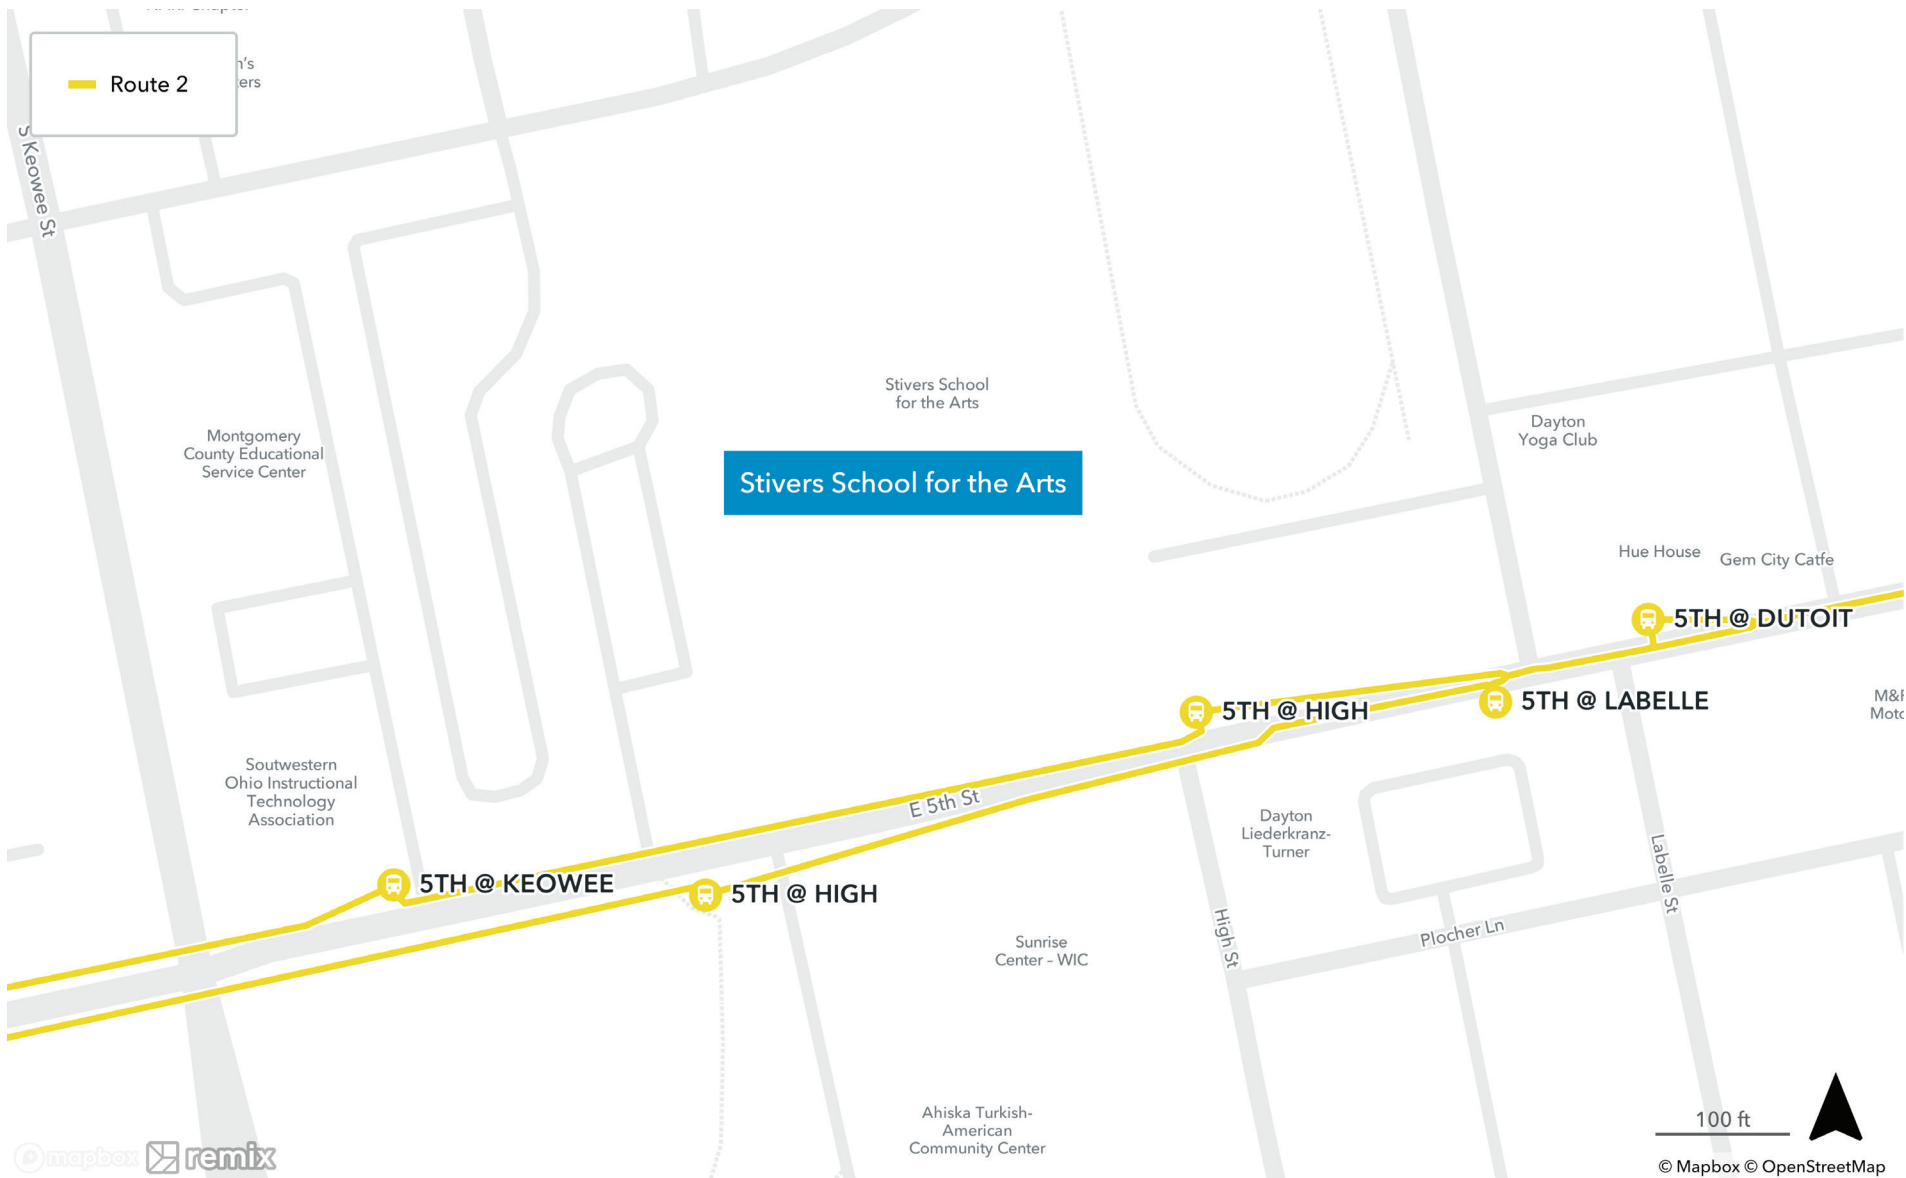 Route 2
S Keowee St
Stivers School
for the Arts
Montgomery
County Educational
Service Center
Dayton
Yoga Club
Stivers School for the Arts
Hue House
Gem City Catfe
5TH @ DUTOIT
5TH @ HIGH
5TH @ LABELLE
Soutwestern
Ohio Instructional
Technology
Association
E 5th St
Dayton
Liederkranz-
Turner
Labelle St
5TH @ KEOWEE
5TH @ HIGH
High St
Plocher Ln
Sunrise
Center - WIC
Ahiska Turkish-
American
Community Center
100 ft
mapbox
remix
© Mapbox © OpenStreetMap